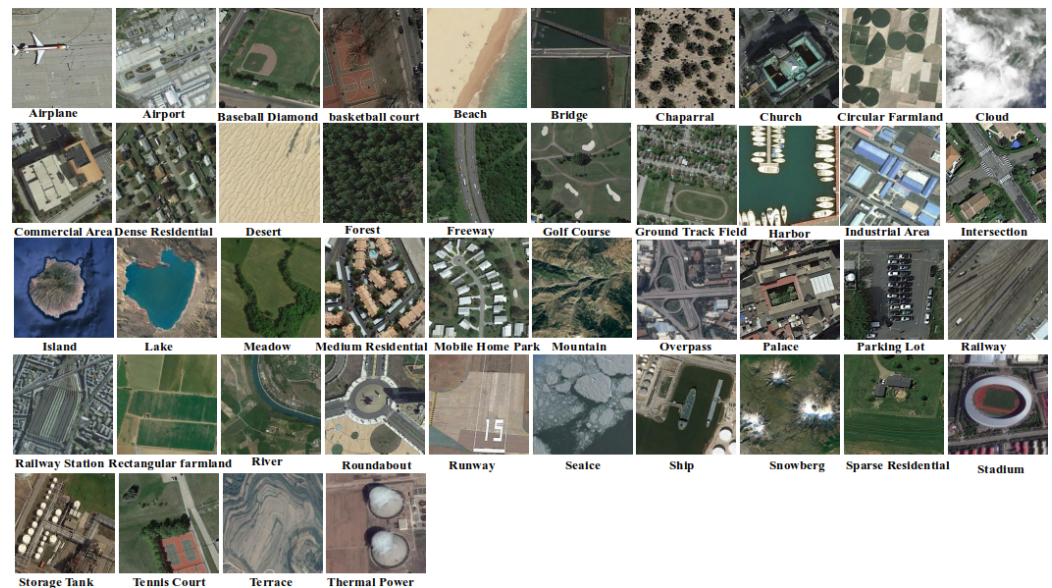 Airplane Airport Baseball Diamond basketball court Beach Bridge Chaparral Church Circular Farmland Cloud
Commercial Area Dense Residential Desert Forest Freeway Golf Course Ground Track Field Harbor Industrial Area Intersection
Island Lake Meadow Medium Residential Mobile Home Park Mountain Overpass Palace Parking Lot Railway
15
Railway Station Rectangular farmland River Roundabout Runway SeaIce Ship Snowberg Sparse Residential Stadium
Storage Tank Tennis Court Terrace Thermal Power